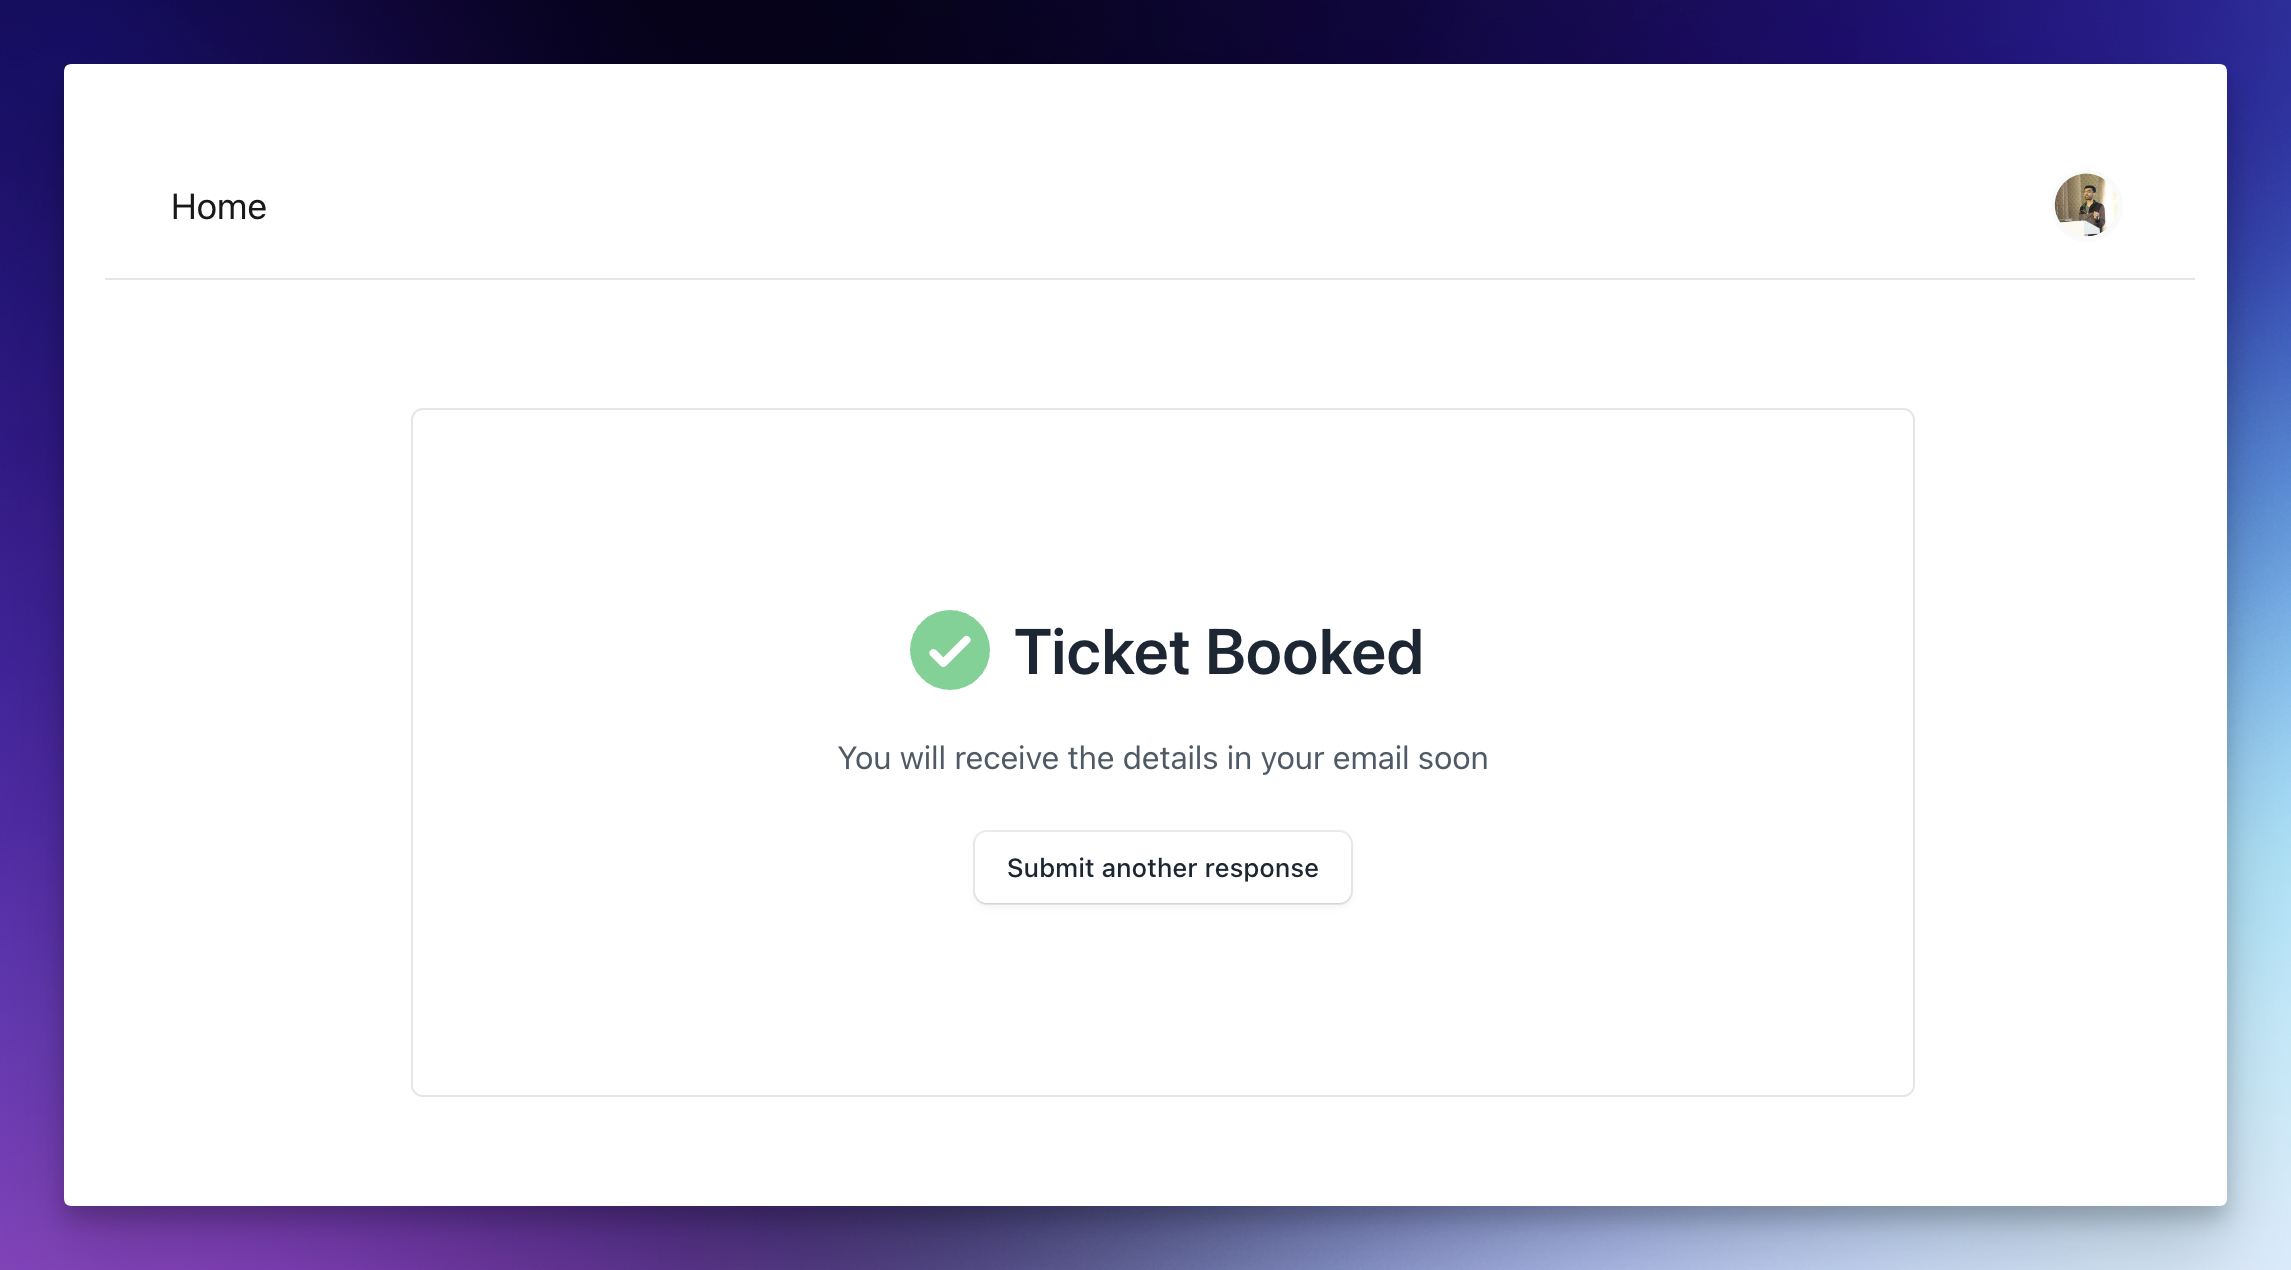 Home
Ticket Booked
You will receive the details in your email soon
Submit another response